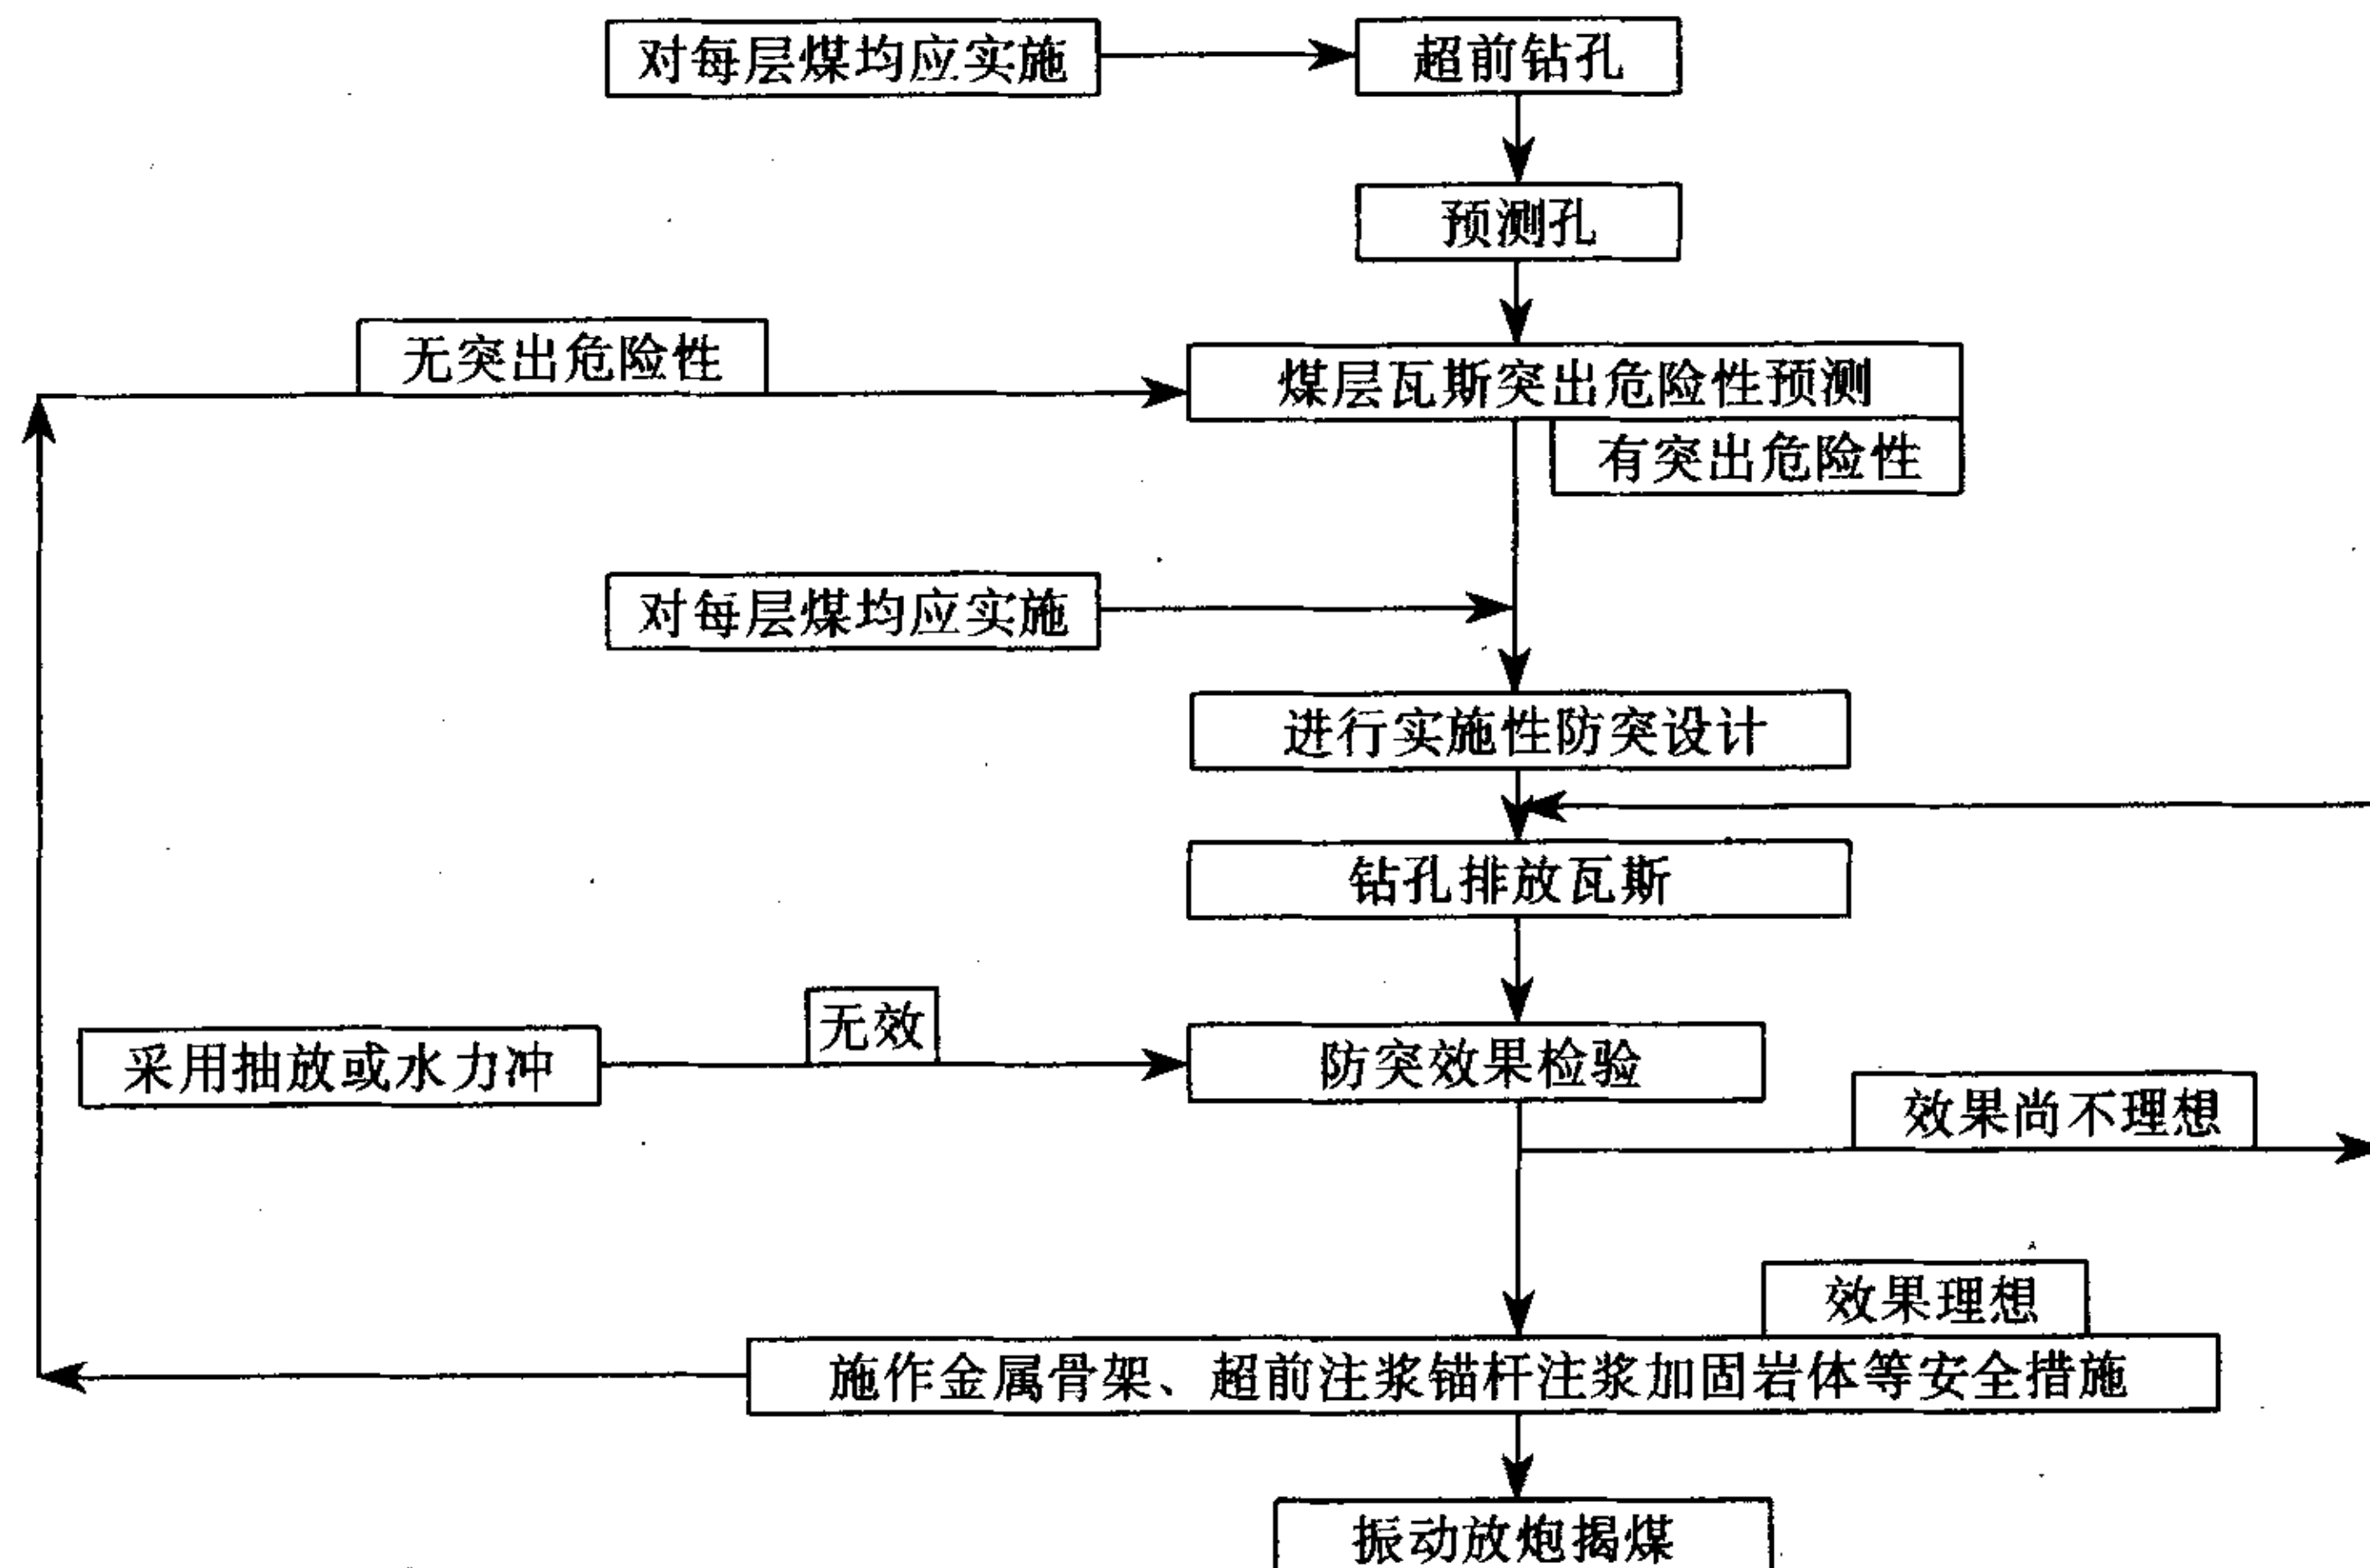 对每层煤均应实施
超前钻孔
预测孔
无突出危险性
煤层瓦斯突出危险性预测
有突出危险性
对每层煤均应实施
进行实施性防突设计
钻孔排放瓦斯
无效
采用抽放或水力冲
防突效果检验
效果尚不理想
效果理想
施作金属骨架、超前注浆锚杆注浆加固岩体等安全措施
振动放炮揭煤